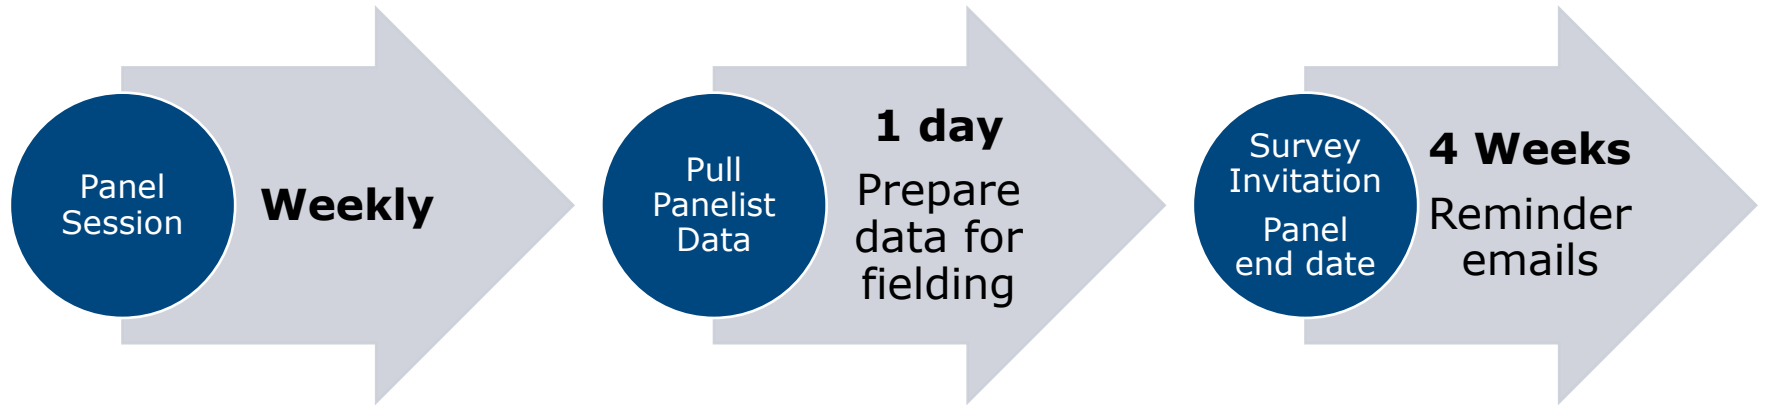 Panel
Session
Weekly
Pull
Panelist
Data
1 day
Prepare
data for
fielding
Survey
Invitation
Panel
end date
4 Weeks
Reminder
emails